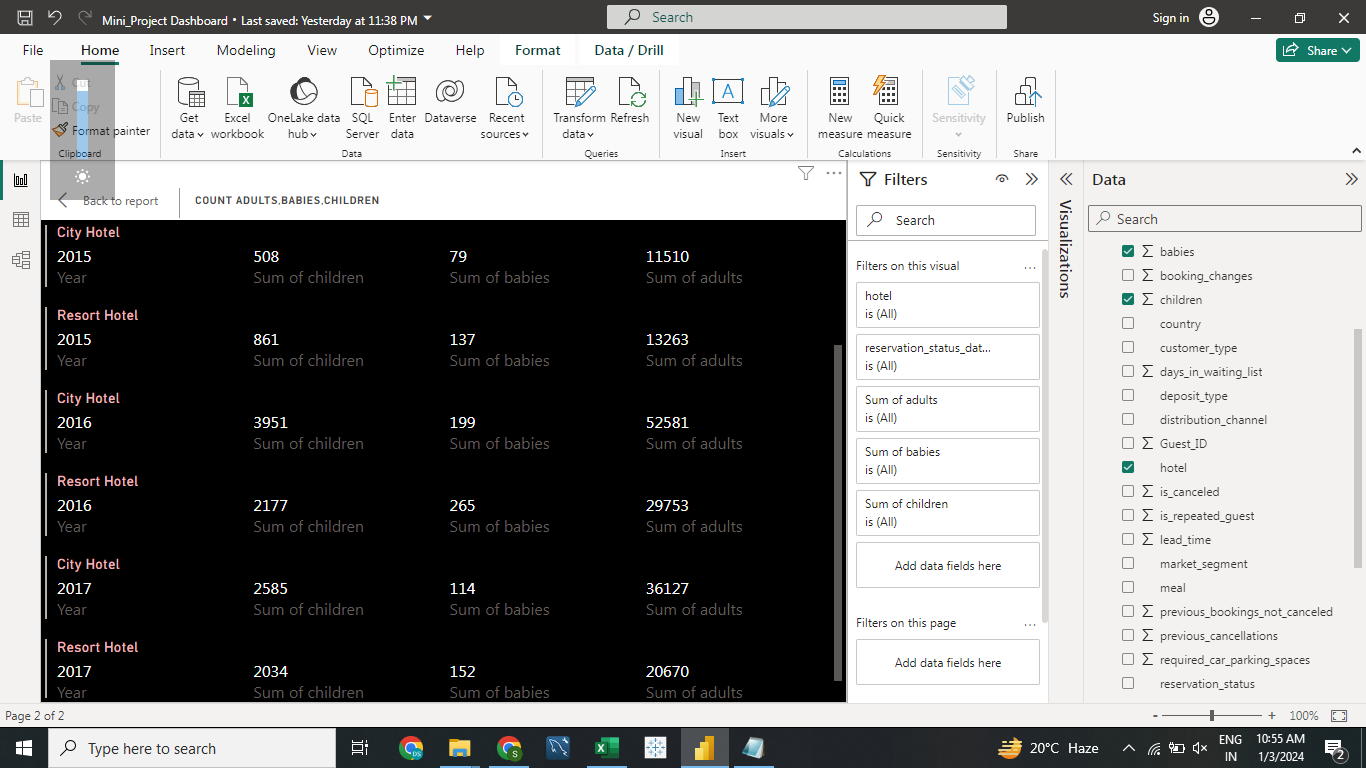 Mini_Project Dashboard • Last saved: Yesterday at 11:38 PM
Search
Sign in
File Home Insert Modeling View Optimize Help Format Data / Drill
Share
Paste
Cut
Copy
Format painter
Clipboard
Get data
Excel workbook
OneLake data hub
SQL Server
Enter data
Dataverse
Recent sources
Data
Transform data
Refresh
Queries
New visual
Text box
More visuals
Insert
New measure
Quick measure
Calculations
Sensitivity
Sensitivity
Publish
Share
Back to report
COUNT ADULTS,BABIES,CHILDREN
City Hotel
2015 508 79 11510
Year Sum of children Sum of babies Sum of adults
Resort Hotel
2015 861 137 13263
Year Sum of children Sum of babies Sum of adults
City Hotel
2016 3951 199 52581
Year Sum of children Sum of babies Sum of adults
Resort Hotel
2016 2177 265 29753
Year Sum of children Sum of babies Sum of adults
City Hotel
2017 2585 114 36127
Year Sum of children Sum of babies Sum of adults
Resort Hotel
2017 2034 152 20670
Year Sum of children Sum of babies Sum of adults
Filters
Search
Filters on this visual
hotel
is (All)
reservation_status_dat...
is (All)
Sum of adults
is (All)
Sum of babies
is (All)
Sum of children
is (All)
Add data fields here
Filters on this page
Add data fields here
Visualizations
Data
Search
babies
booking_changes
children
country
customer_type
days_in_waiting_list
deposit_type
distribution_channel
Guest_ID
hotel
is_canceled
is_repeated_guest
lead_time
market_segment
meal
previous_bookings_not_canceled
previous_cancellations
required_car_parking_spaces
reservation_status
Page 2 of 2
- + 100%
Type here to search
20°C Haze
ENG
IN
10:55 AM
1/3/2024
2